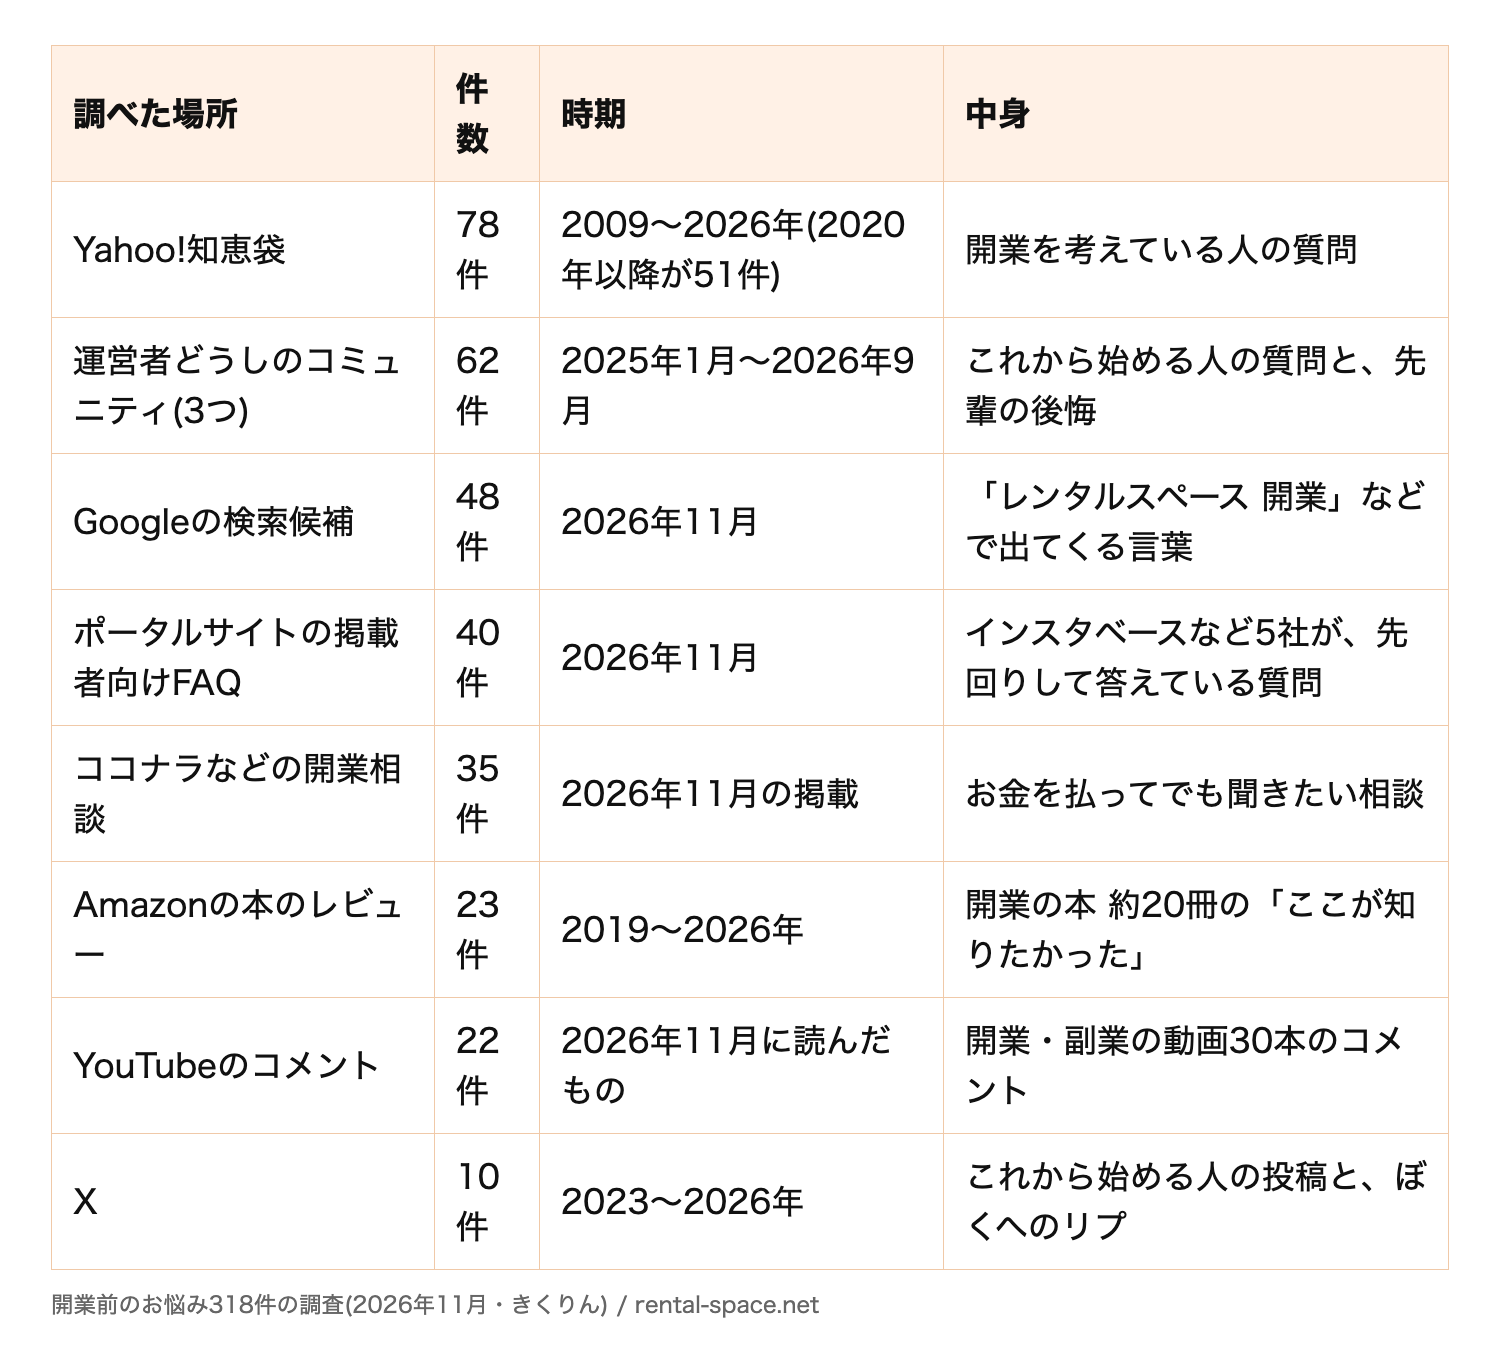 調べた場所
件
数
時期
中身
Yahoo!知恵袋
78
件
2009〜2026年(2020
年以降が51件)
開業を考えている人の質問
運営者どうしのコミュ
ニティ(3つ)
62
件
2025年1月〜2026年9
月
これから始める人の質問と、先
輩の後悔
Googleの検索候補
48
件
2026年11月
「レンタルスペース 開業」など
で出てくる言葉
ポータルサイトの掲載
者向けFAQ
40
件
2026年11月
インスタベースなど5社が、先
回りして答えている質問
ココナラなどの開業相
談
35
件
2026年11月の掲載
お金を払ってでも聞きたい相談
Amazonの本のレビュ
ー
23
件
2019〜2026年
開業の本 約20冊の「ここが知
りたかった」
YouTubeのコメント
22
件
2026年11月に読んだ
もの
開業・副業の動画30本のコメ
ント
X
10
件
2023〜2026年
これから始める人の投稿と、ぼ
くへのリプ
開業前のお悩み318件の調査(2026年11月・きくりん) / rental-space.net